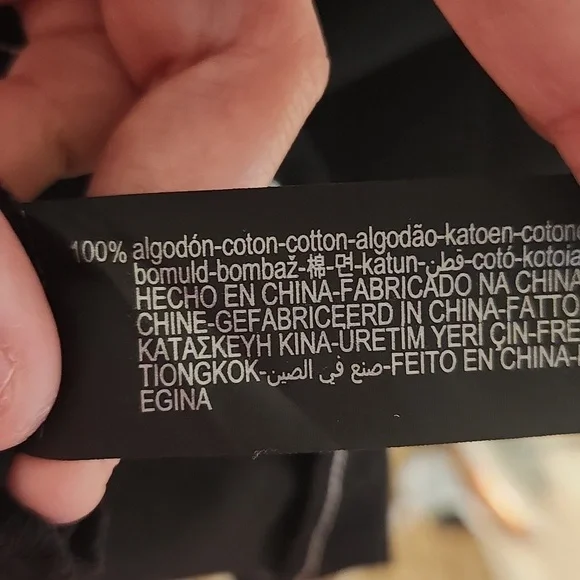 100% algodón-coton-cotton-algodão-katoen-cotone
bomuld-bombaž-棉-면-kātun-قطن-cotó-kotoia
HECHO EN CHINA-FABRICADO NA CHINA
CHINE-GEFABRICEERD IN CHINA-FATTO
ΚΑΤΑΣΚΕΥΗ ΚΙΝΑ-ÜRETİM YERİ ÇİN-FRE
TIONGKOK-صنع في الصين-FEITO EN CHINA-
EGINA